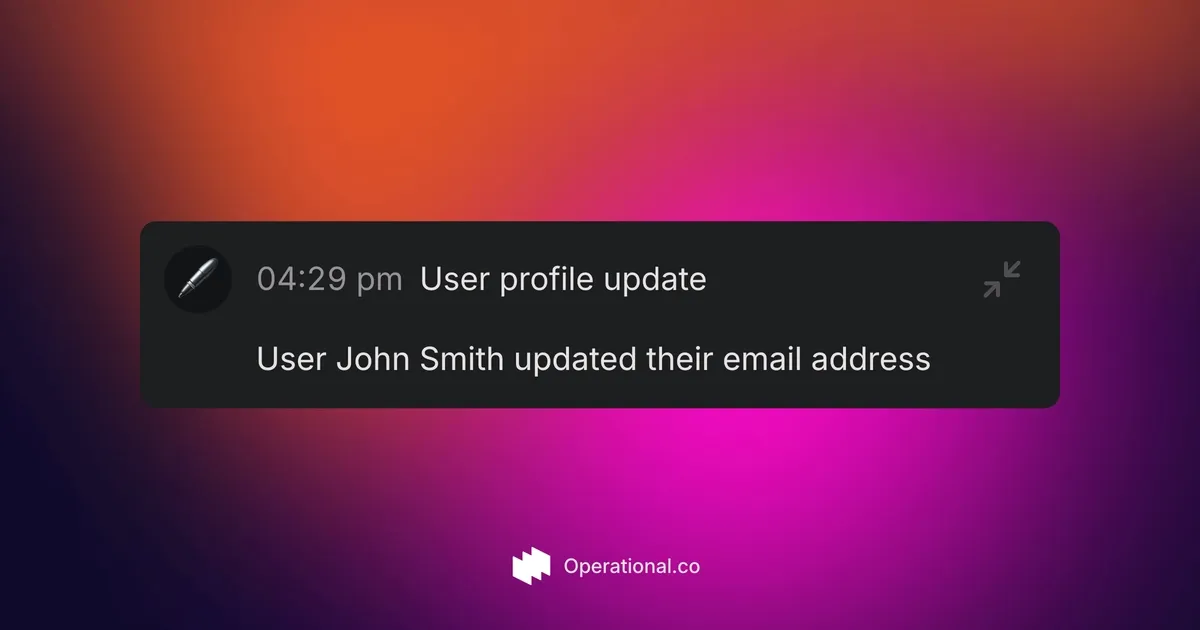 04:29 pm User profile update
User John Smith updated their email address
Operational.co